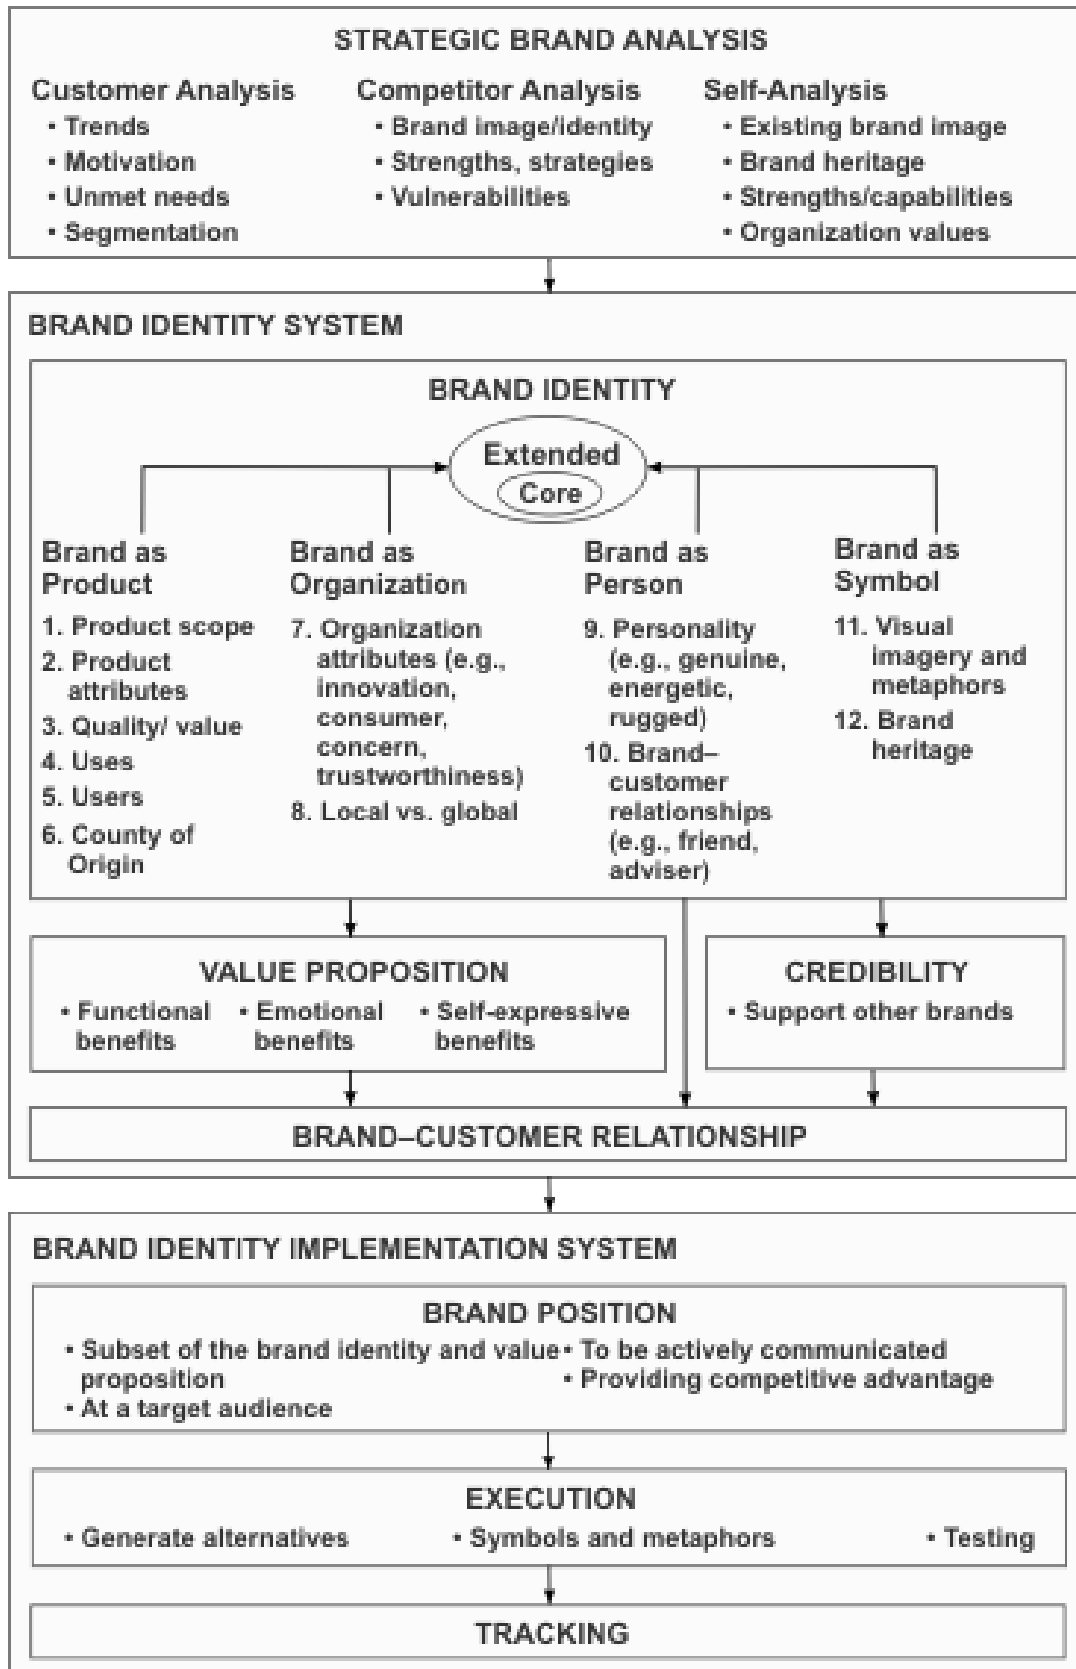 STRATEGIC BRAND ANALYSIS
Customer Analysis
• Trends
• Motivation
• Unmet needs
• Segmentation
Competitor Analysis
• Brand image/identity
• Strengths, strategies
• Vulnerabilities
Self-Analysis
• Existing brand image
• Brand heritage
• Strengths/capabilities
• Organization values
BRAND IDENTITY SYSTEM
BRAND IDENTITY
Extended
Core
Brand as
Product
1. Product scope
2. Product
attributes
3. Quality/ value
4. Uses
5. Users
6. County of
Origin
Brand as
Organization
7. Organization
attributes (e.g.,
innovation,
consumer,
concern,
trustworthiness)
8. Local vs. global
Brand as
Person
9. Personality
(e.g., genuine,
energetic,
rugged)
10. Brand–
customer
relationships
(e.g., friend,
adviser)
Brand as
Symbol
11. Visual
imagery and
metaphors
12. Brand
heritage
VALUE PROPOSITION
• Functional
benefits
• Emotional
benefits
• Self-expressive
benefits
CREDIBILITY
• Support other brands
BRAND–CUSTOMER RELATIONSHIP
BRAND IDENTITY IMPLEMENTATION SYSTEM
BRAND POSITION
• Subset of the brand identity and value
proposition
• At a target audience
• To be actively communicated
• Providing competitive advantage
EXECUTION
• Generate alternatives
• Symbols and metaphors
• Testing
TRACKING